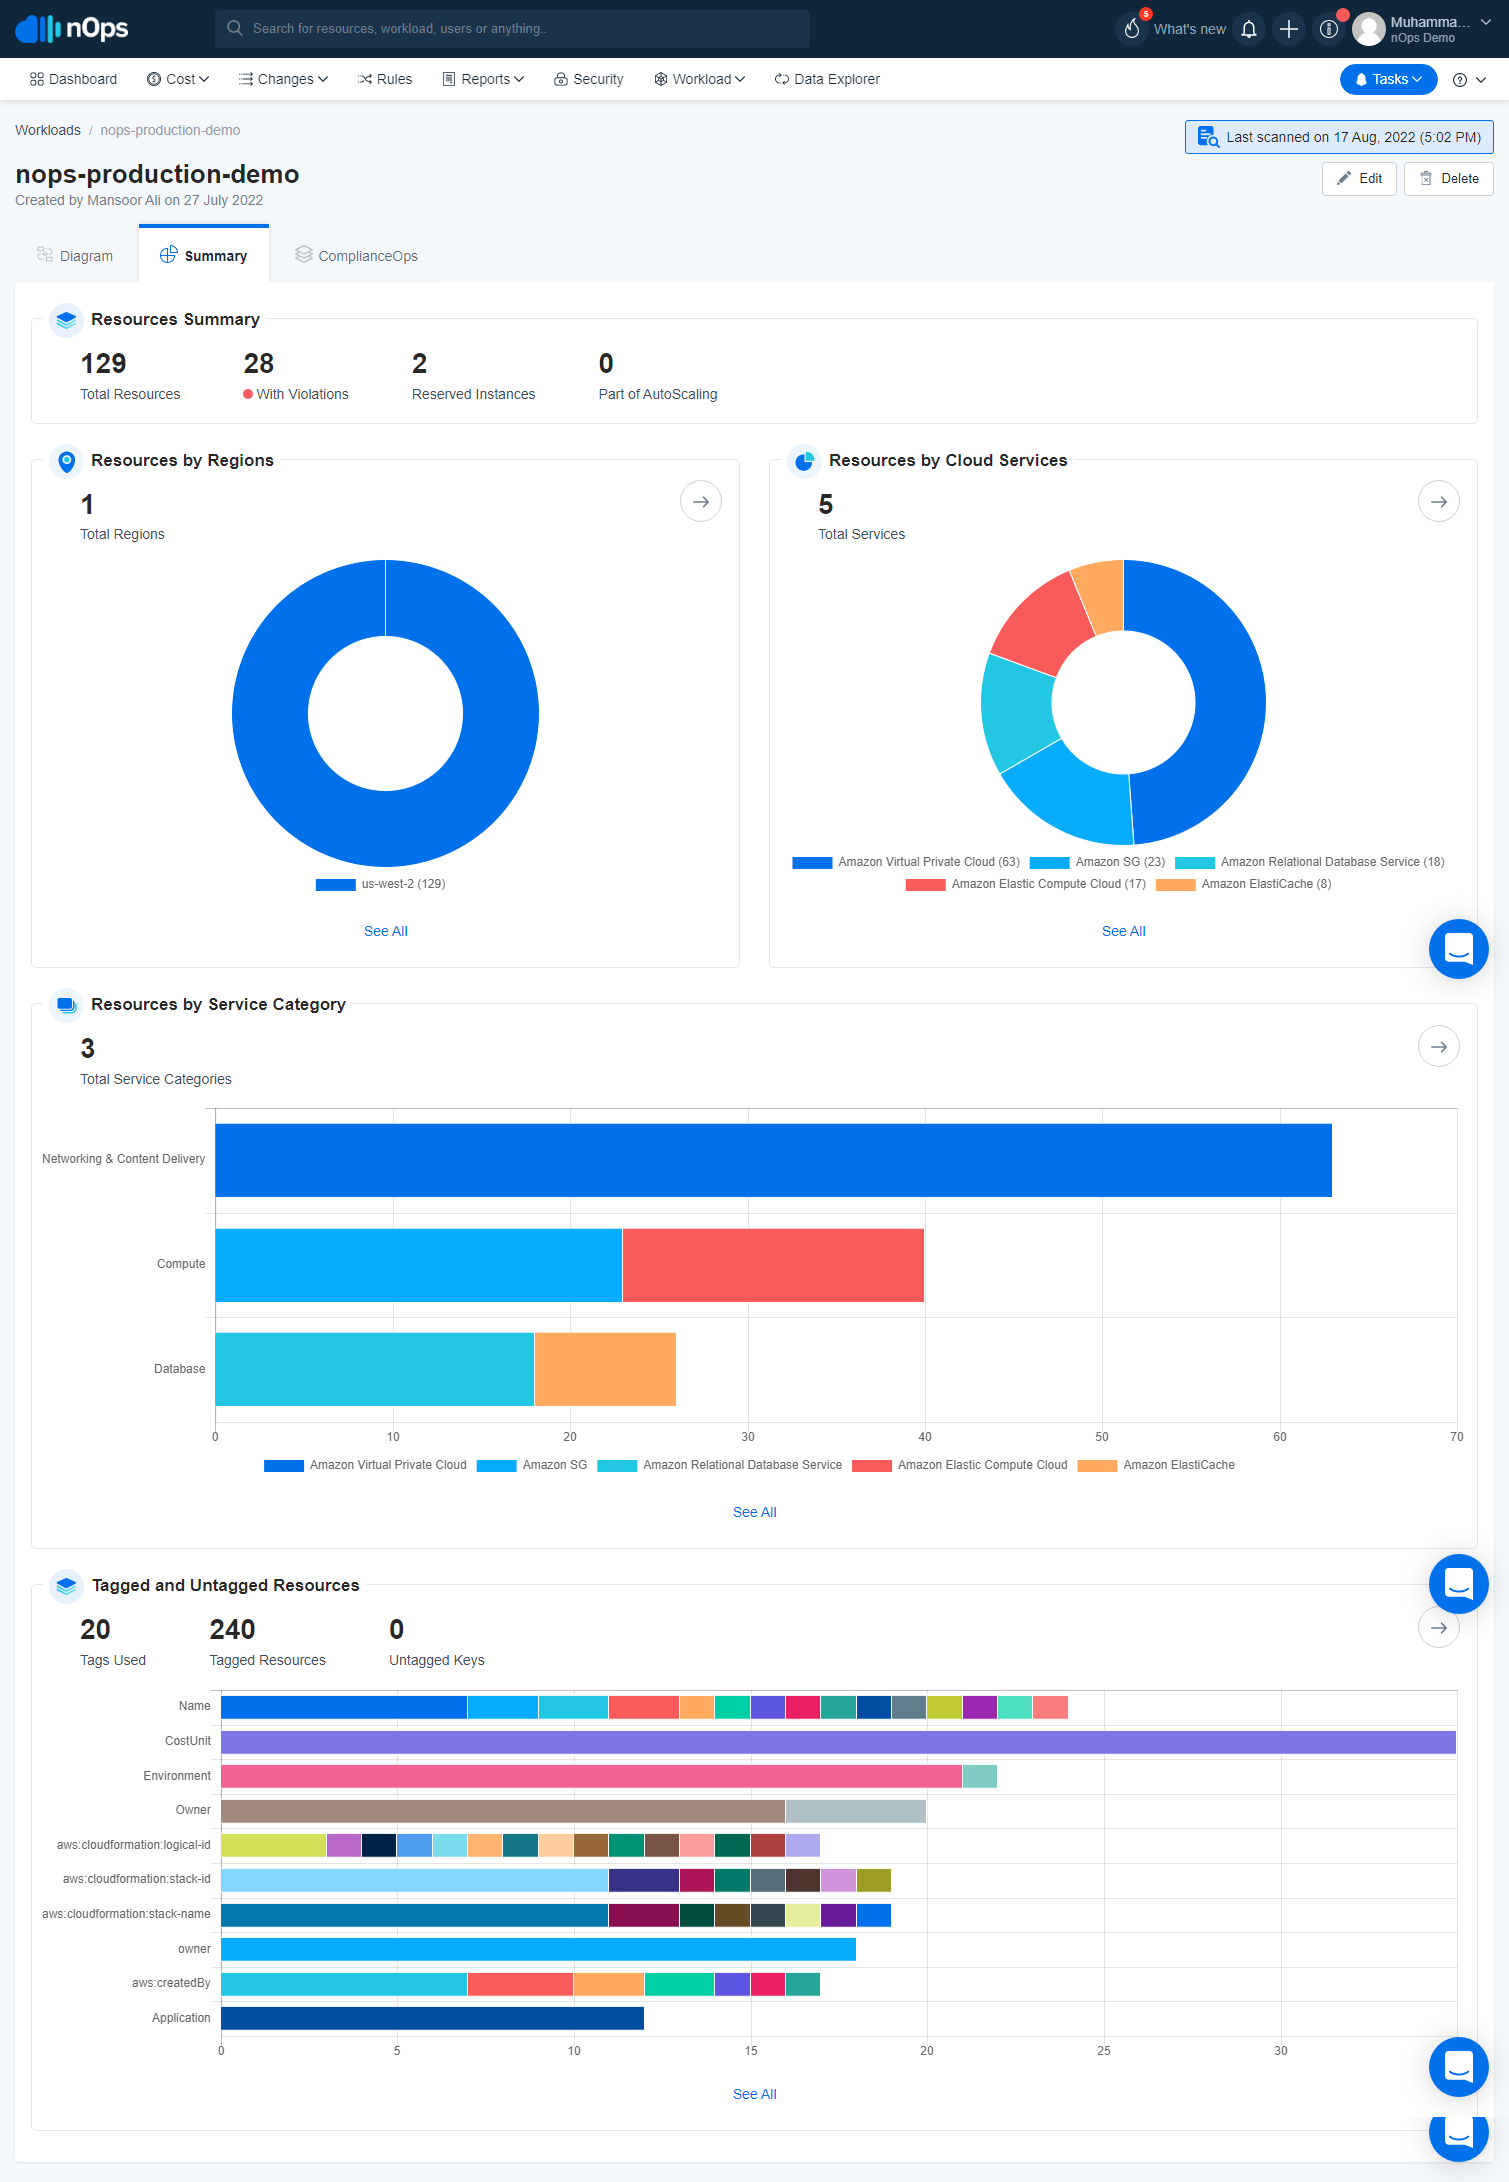 nOps
Search for resources, workload, users or anything..
5
What's new
Muhamma...
nOps Demo
Dashboard
Cost
Changes
Rules
Reports
Security
Workload
Data Explorer
Tasks
Workloads / nops-production-demo
Last scanned on 17 Aug, 2022 (5:02 PM)
nops-production-demo
Created by Mansoor Ali on 27 July 2022
Edit
Delete
Diagram
Summary
ComplianceOps
Resources Summary
129
Total Resources
28
With Violations
2
Reserved Instances
0
Part of AutoScaling
Resources by Regions
1
Total Regions
us-west-2 (129)
See All
Resources by Cloud Services
5
Total Services
Amazon Virtual Private Cloud (63)
Amazon SG (23)
Amazon Relational Database Service (18)
Amazon Elastic Compute Cloud (17)
Amazon ElastiCache (8)
See All
Resources by Service Category
3
Total Service Categories
Networking & Content Delivery
Compute
Database
0 10 20 30 40 50 60 70
Amazon Virtual Private Cloud
Amazon SG
Amazon Relational Database Service
Amazon Elastic Compute Cloud
Amazon ElastiCache
See All
Tagged and Untagged Resources
20
Tags Used
240
Tagged Resources
0
Untagged Keys
Name
CostUnit
Environment
Owner
aws:cloudformation:logical-id
aws:cloudformation:stack-id
aws:cloudformation:stack-name
owner
aws:createdBy
Application
0 5 10 15 20 25 30
See All